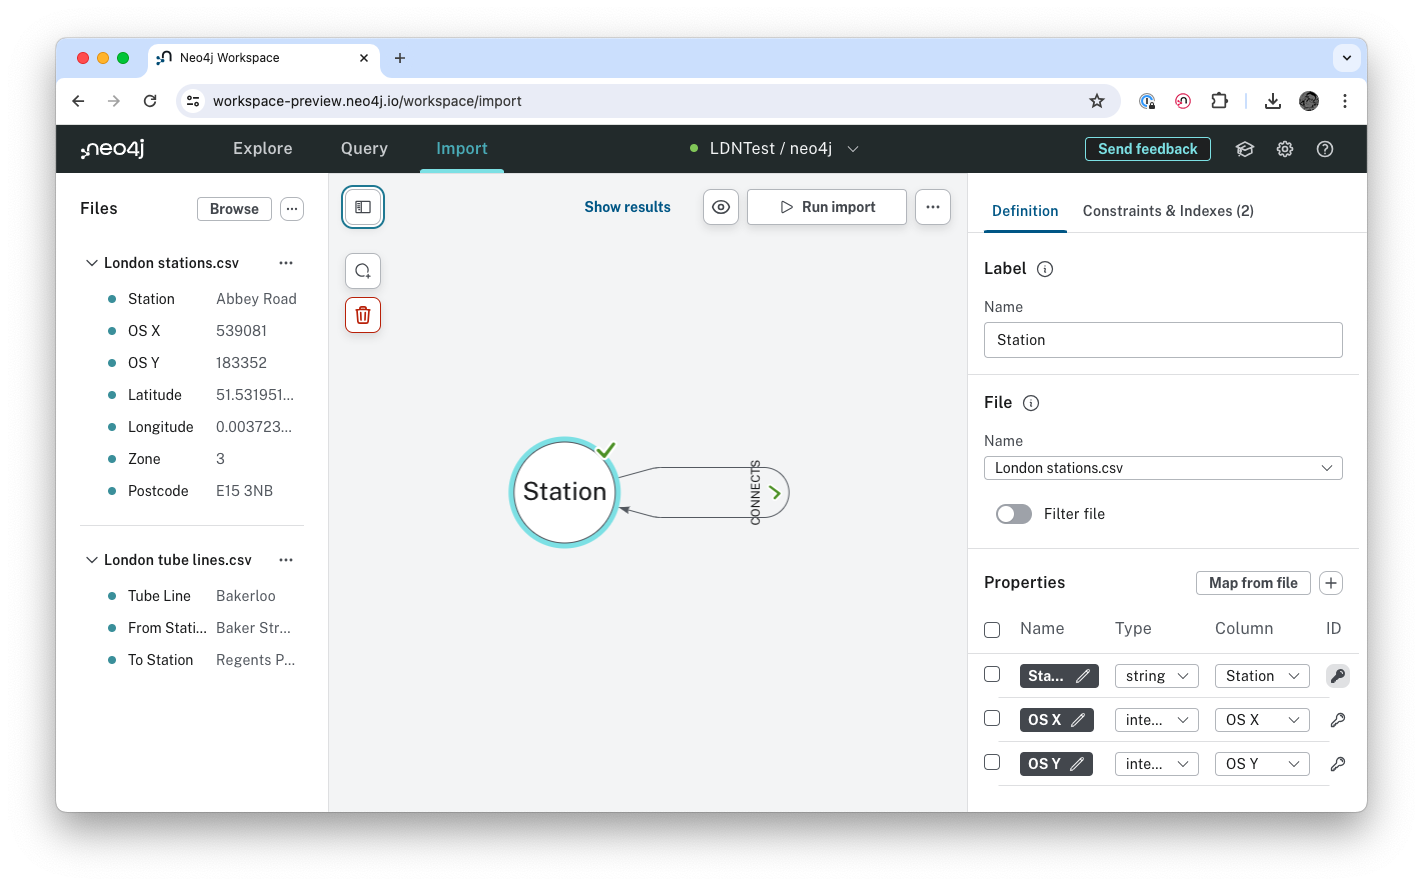 Neo4j Workspace
workspace-preview.neo4j.io/workspace/import
neo4j
Explore
Query
Import
LDNTest / neo4j
Send feedback
Files
Browse
London stations.csv
Station Abbey Road
OS X 539081
OS Y 183352
Latitude 51.531951...
Longitude 0.003723...
Zone 3
Postcode E15 3NB
London tube lines.csv
Tube Line Bakerloo
From Stati... Baker Str...
To Station Regents P...
Show results
Run import
Station
CONNECTS
Definition
Constraints & Indexes (2)
Label
Name
Station
File
Name
London stations.csv
Filter file
Properties
Map from file
Name Type Column ID
Sta... string Station
OS X inte... OS X
OS Y inte... OS Y